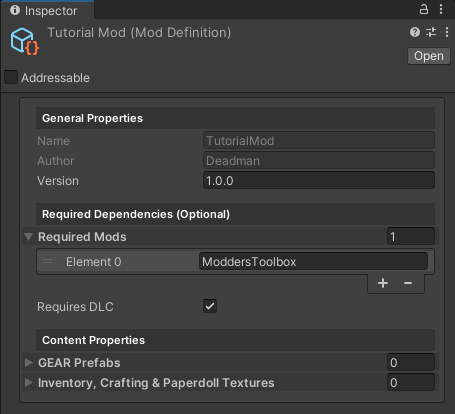 Inspector
Tutorial Mod (Mod Definition)
Open
Addressable
General Properties
Name TutorialMod
Author Deadman
Version 1.0.0
Required Dependencies (Optional)
Required Mods 1
Element 0 ModdersToolbox
+ −
Requires DLC
Content Properties
GEAR Prefabs 0
Inventory, Crafting & Paperdoll Textures 0